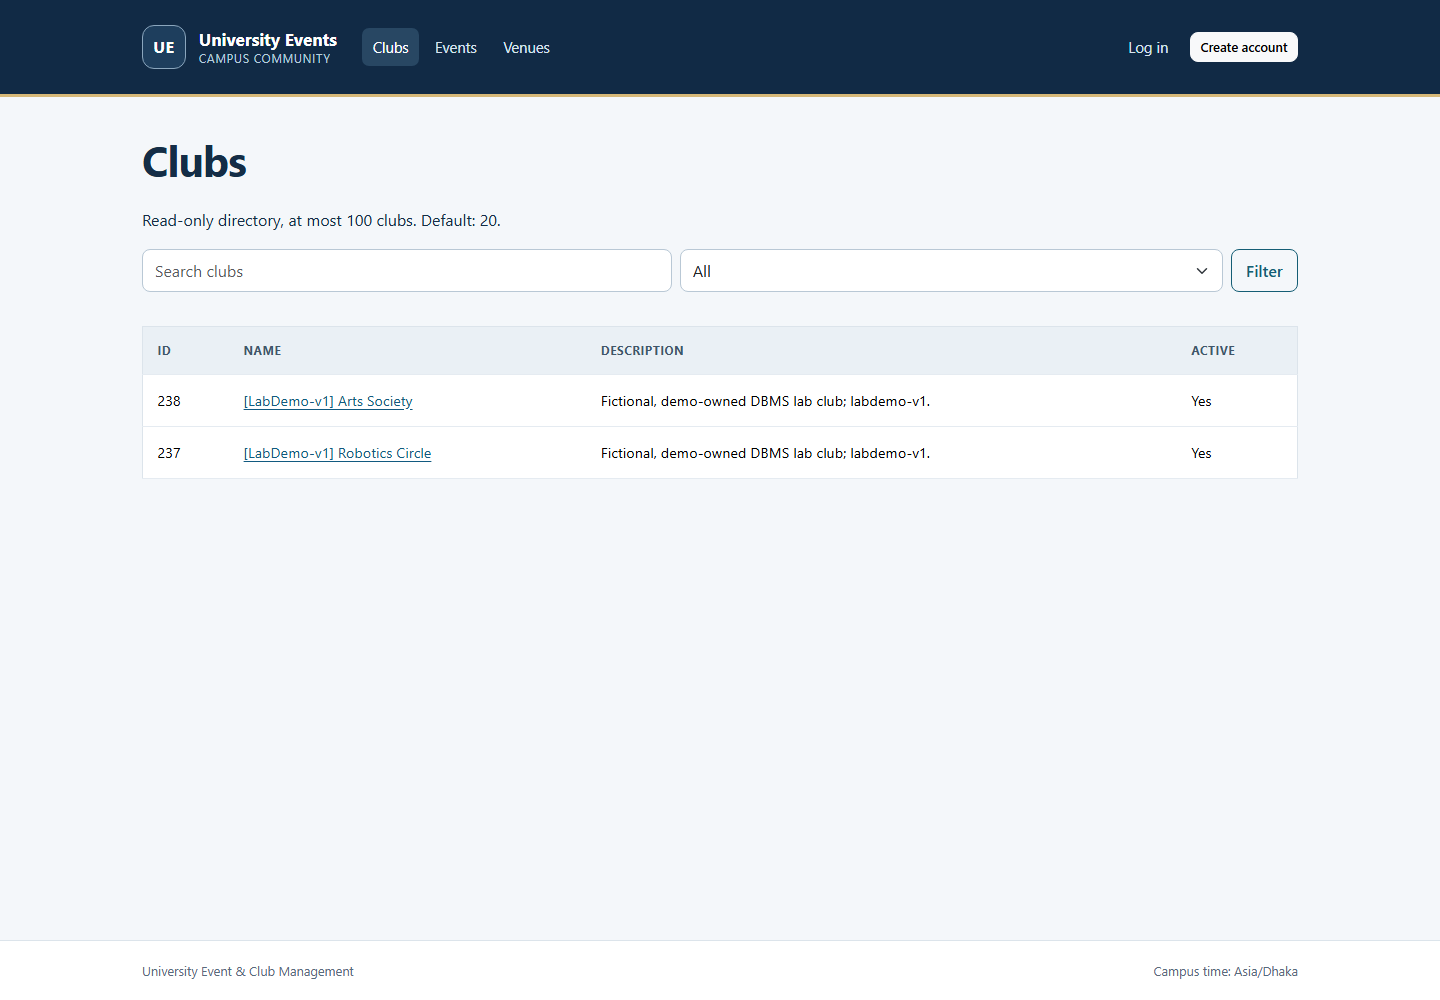 UE
University Events
CAMPUS COMMUNITY
Clubs
Events
Venues
Log in
Create account
Clubs
Read-only directory, at most 100 clubs. Default: 20.
Search clubs
All
Filter
ID NAME DESCRIPTION ACTIVE
238 [LabDemo-v1] Arts Society Fictional, demo-owned DBMS lab club; labdemo-v1. Yes
237 [LabDemo-v1] Robotics Circle Fictional, demo-owned DBMS lab club; labdemo-v1. Yes
University Event & Club Management
Campus time: Asia/Dhaka